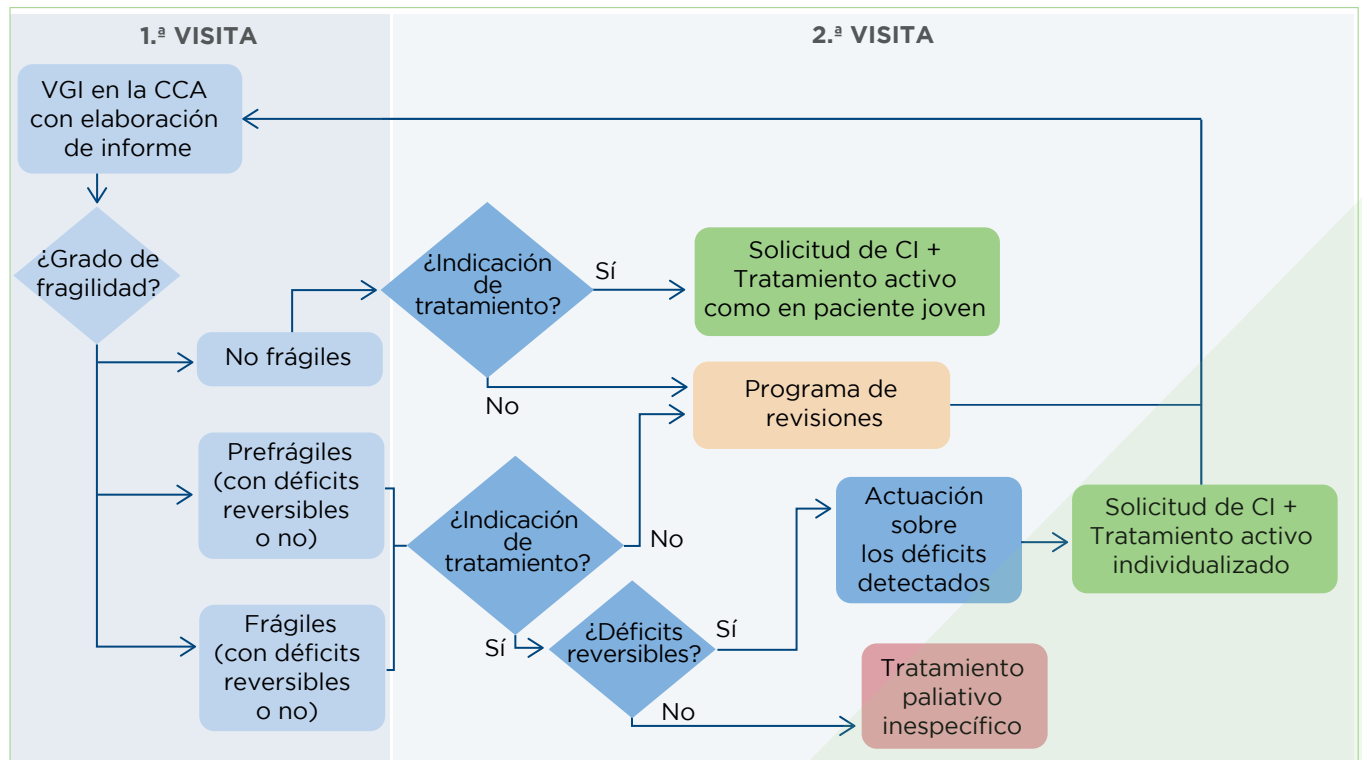 1.ª VISITA
2.ª VISITA
VGI en la CCA
con elaboración
de informe
¿Grado de
fragilidad?
No frágiles
Prefrágiles
(con déficits
reversibles
o no)
Frágiles
(con déficits
reversibles
o no)
¿Indicación
de
tratamiento?
Sí
No
Solicitud de CI +
Tratamiento activo
como en paciente joven
Programa de
revisiones
¿Indicación
de
tratamiento?
No
Sí
¿Déficits
reversibles?
Sí
No
Actuación
sobre
los déficits
detectados
Solicitud de CI +
Tratamiento activo
individualizado
Tratamiento
paliativo
inespecífico